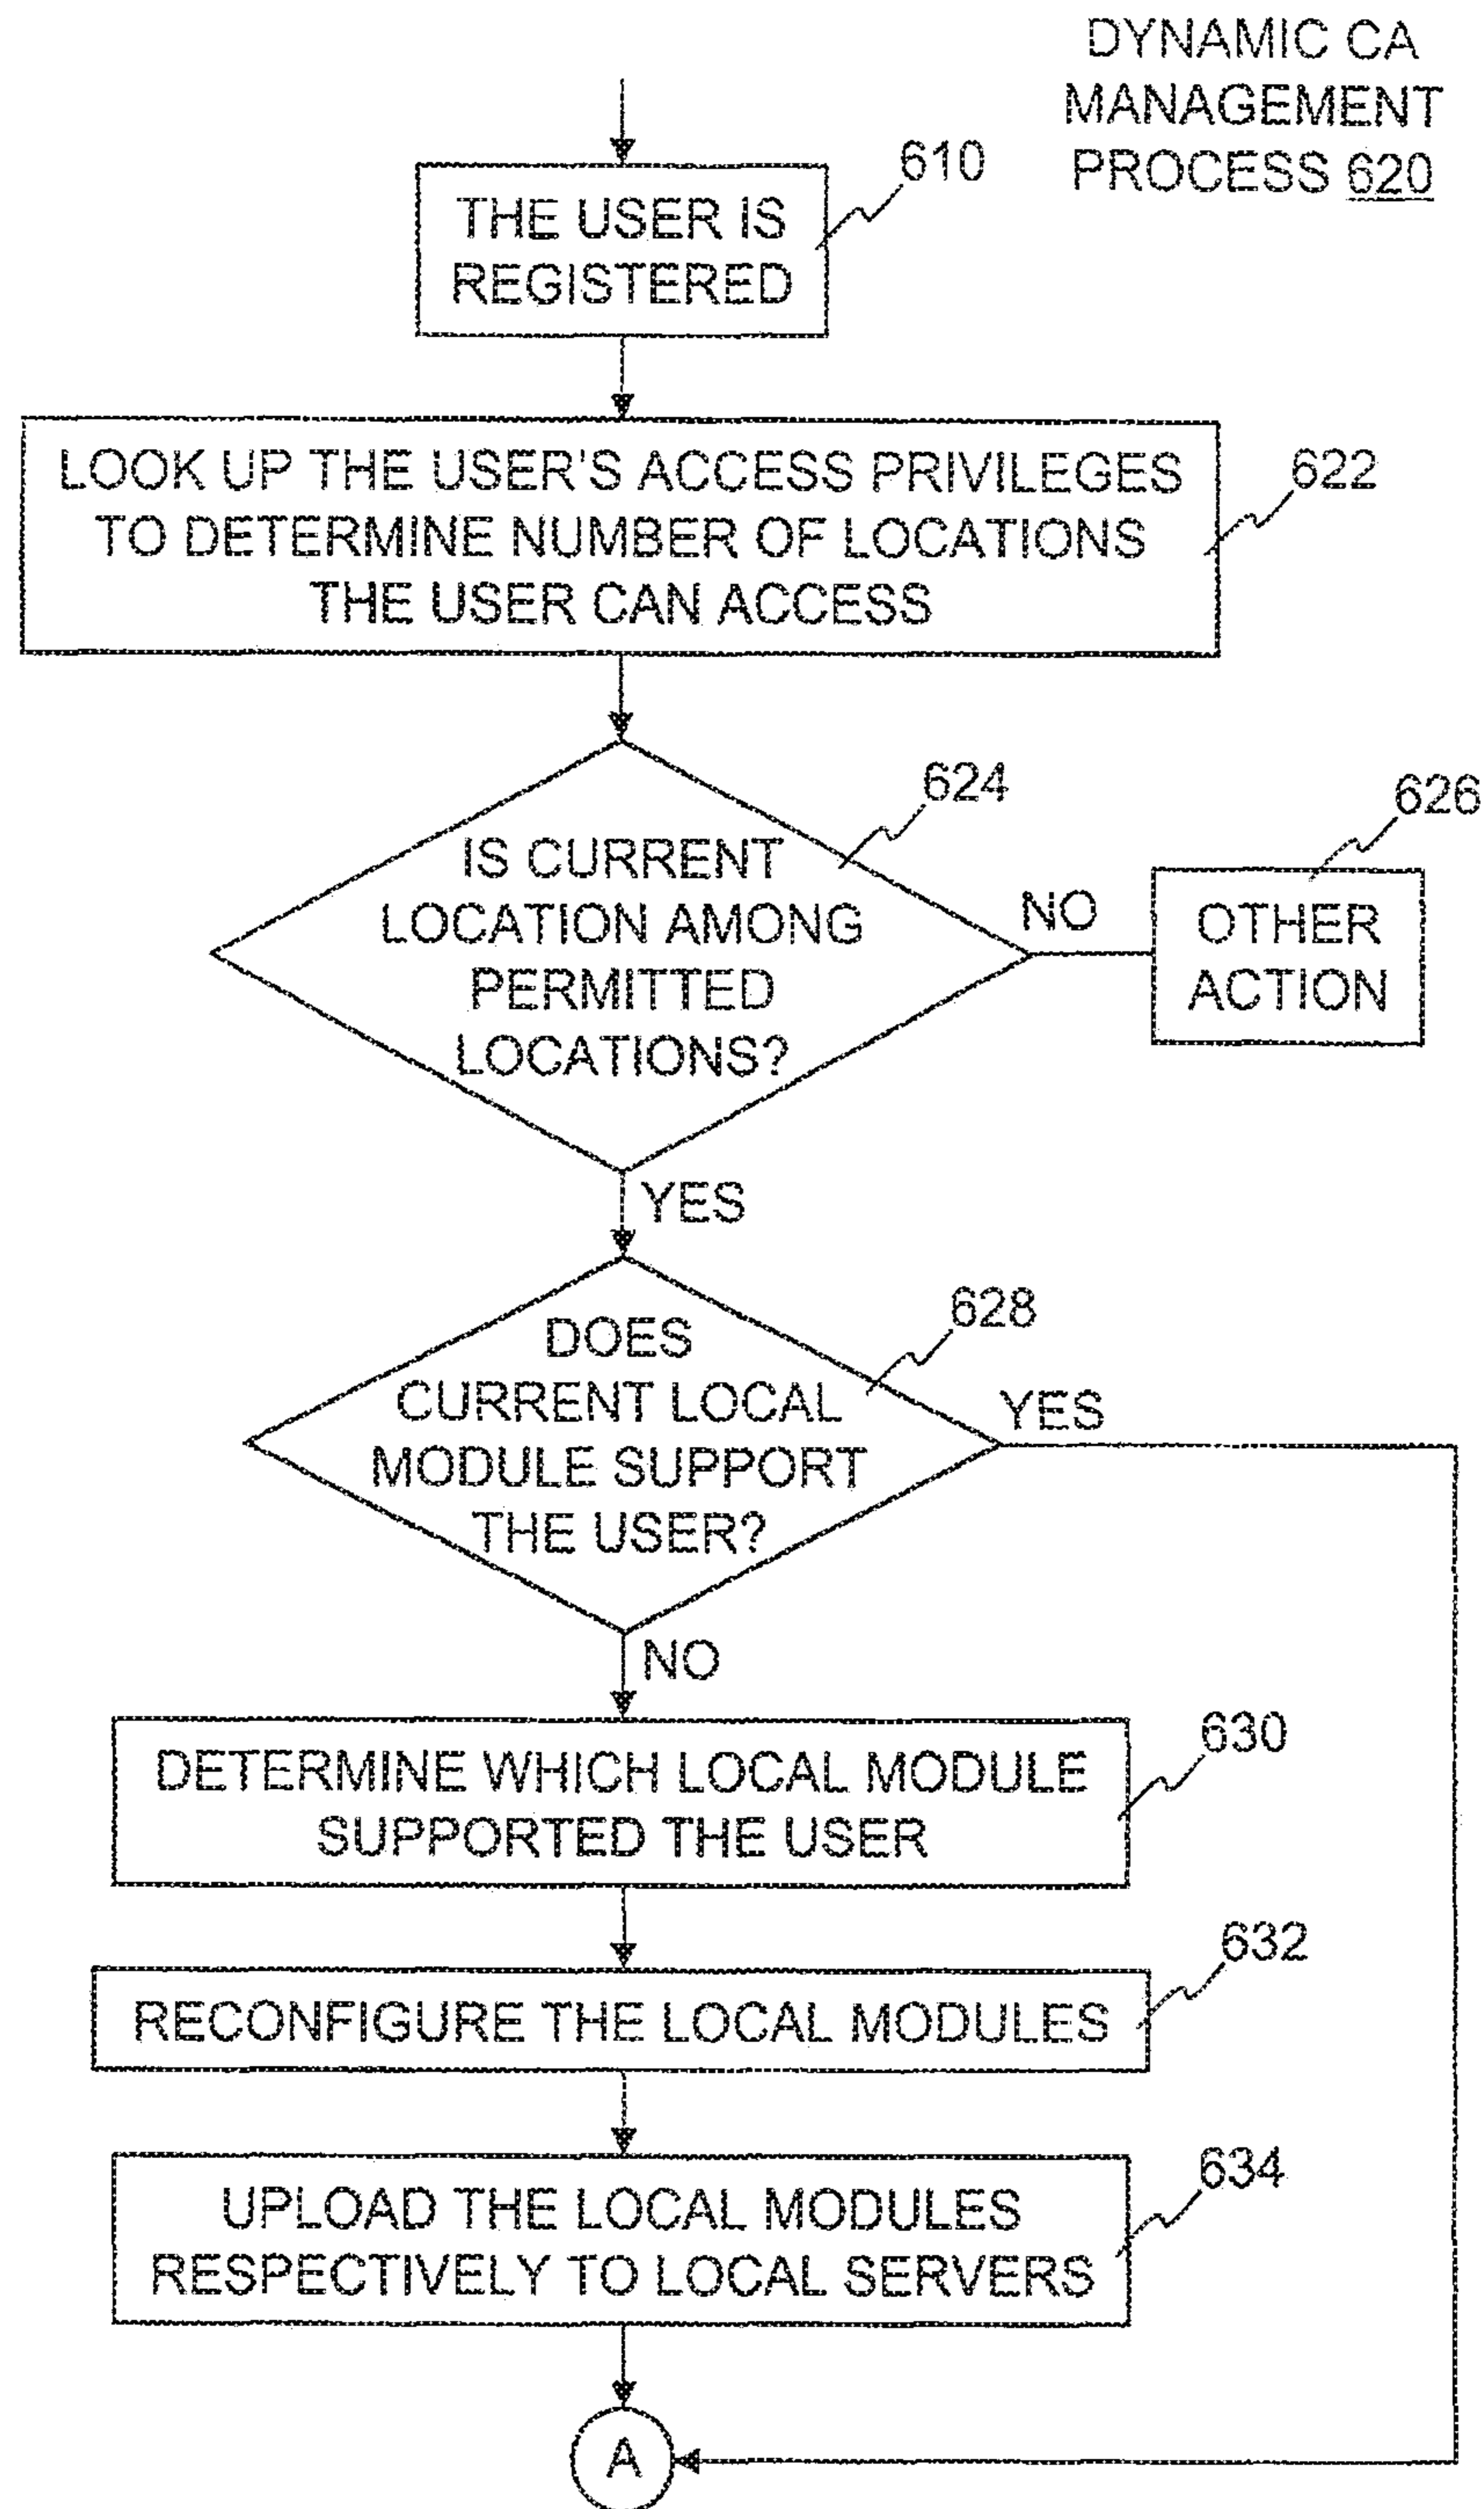 DYNAMIC CA
MANAGEMENT
PROCESS 620
610
THE USER IS
REGISTERED
622
LOOK UP THE USER'S ACCESS PRIVILEGES
TO DETERMINE NUMBER OF LOCATIONS
THE USER CAN ACCESS
624
IS CURRENT
LOCATION AMONG
PERMITTED
LOCATIONS?
NO
626
OTHER
ACTION
YES
628
DOES
CURRENT LOCAL
MODULE SUPPORT
THE USER?
YES
NO
630
DETERMINE WHICH LOCAL MODULE
SUPPORTED THE USER
632
RECONFIGURE THE LOCAL MODULES
634
UPLOAD THE LOCAL MODULES
RESPECTIVELY TO LOCAL SERVERS
A